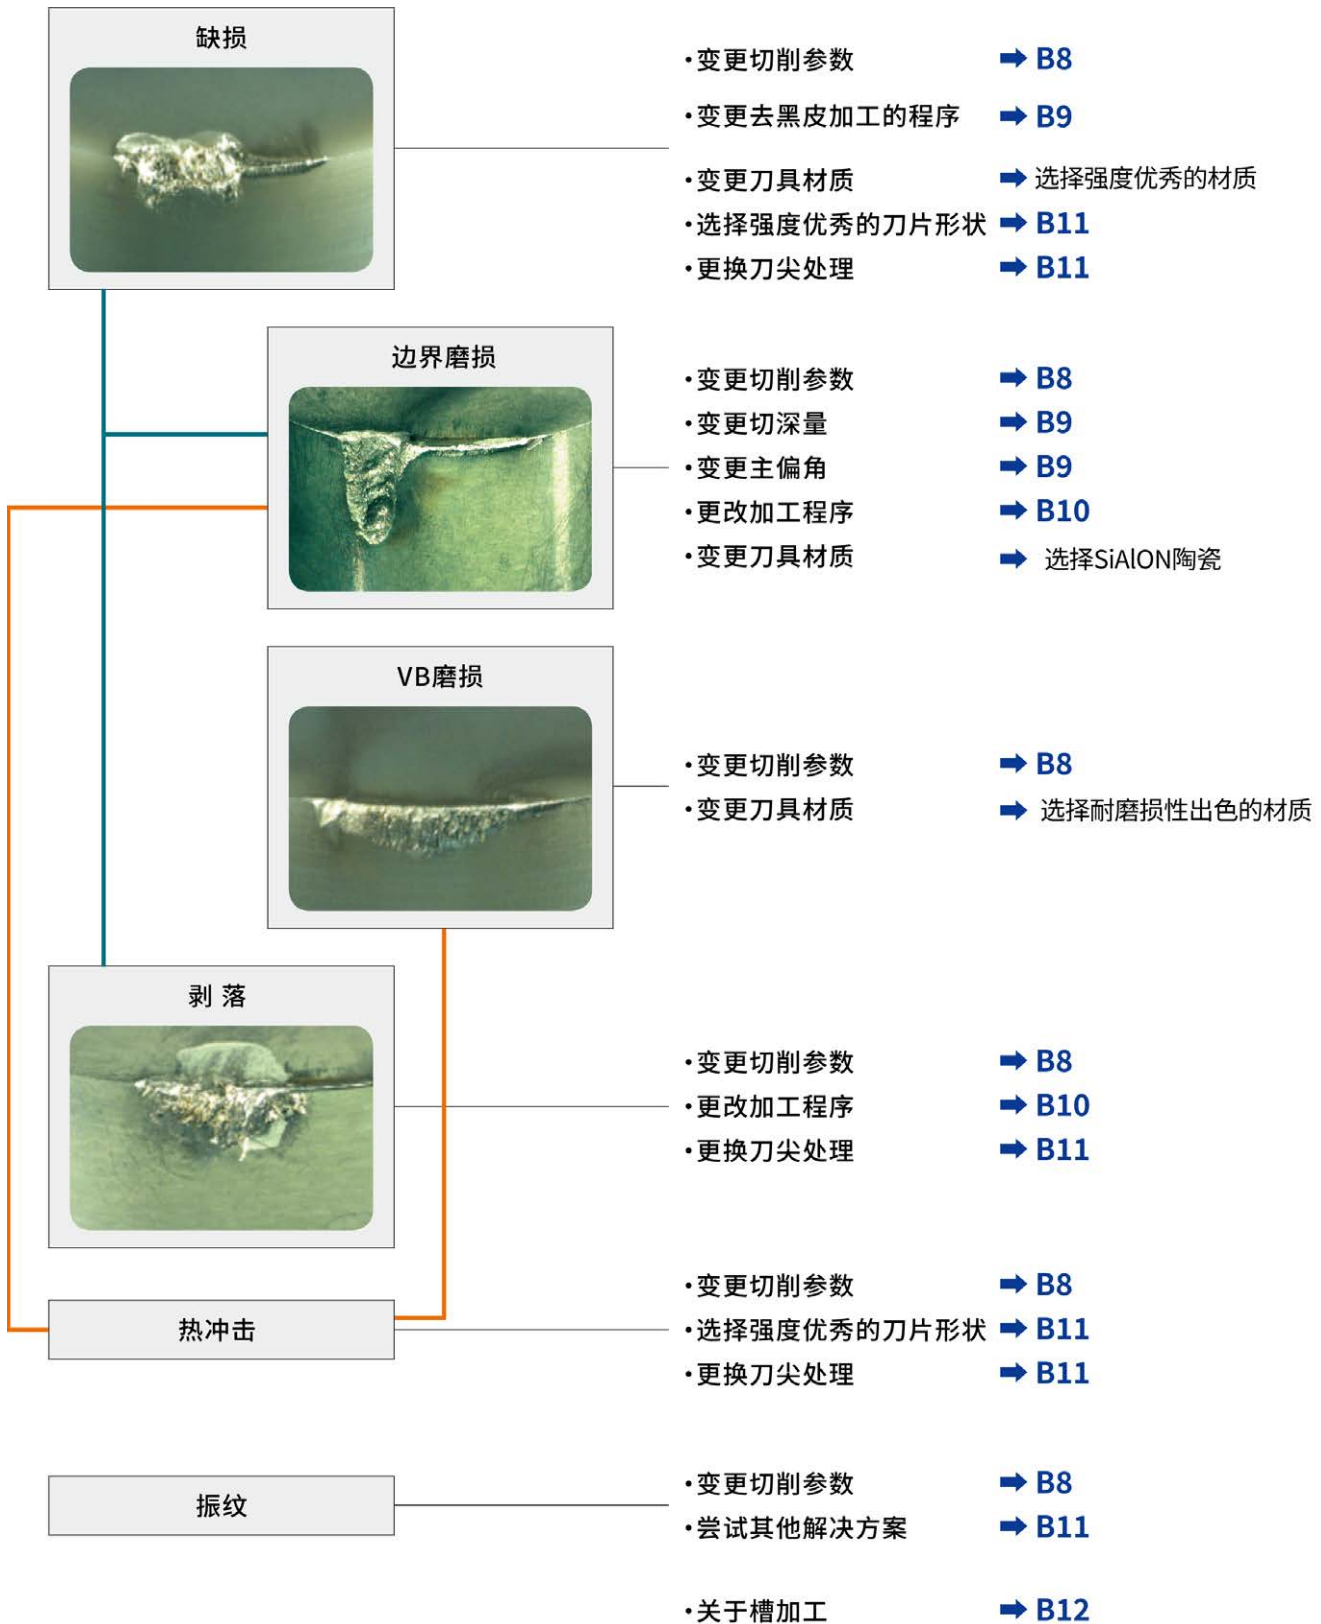 缺损
·变更切削参数 ➡ B8
·变更去黑皮加工的程序 ➡ B9
·变更刀具材质 ➡ 选择强度优秀的材质
·选择强度优秀的刀片形状 ➡ B11
·更换刀尖处理 ➡ B11
边界磨损
·变更切削参数 ➡ B8
·变更切深量 ➡ B9
·变更主偏角 ➡ B9
·更改加工程序 ➡ B10
·变更刀具材质 ➡ 选择SiAlON陶瓷
VB磨损
·变更切削参数 ➡ B8
·变更刀具材质 ➡ 选择耐磨损性出色的材质
剥 落
·变更切削参数 ➡ B8
·更改加工程序 ➡ B10
·更换刀尖处理 ➡ B11
热冲击
·变更切削参数 ➡ B8
·选择强度优秀的刀片形状 ➡ B11
·更换刀尖处理 ➡ B11
振纹
·变更切削参数 ➡ B8
·尝试其他解决方案 ➡ B11
·关于槽加工 ➡ B12